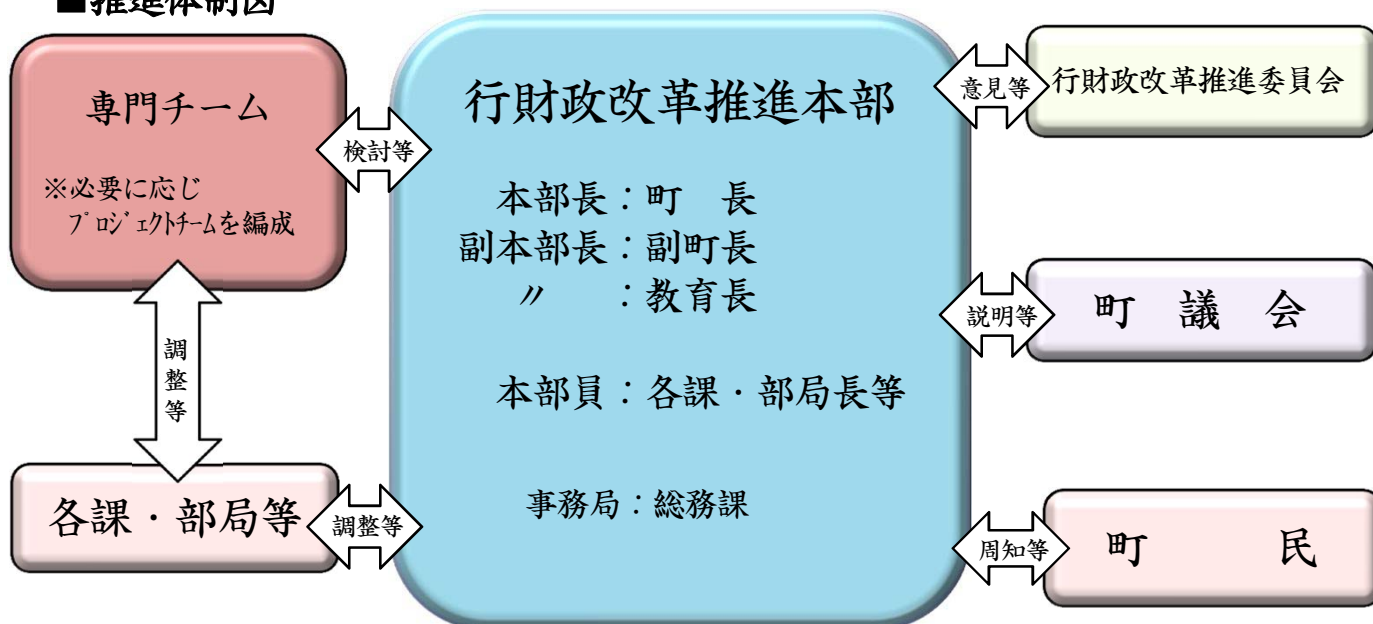 ■推進体制図
専門チーム
※必要に応じ
プロジェクトチームを編成
検討等
調整等
各課・部局等
調整等
行財政改革推進本部
本部長：町　長
副本部長：副町長
〃　　：教育長
本部員：各課・部局長等
事務局：総務課
意見等
行財政改革推進委員会
説明等
町　議　会
周知等
町　　　民